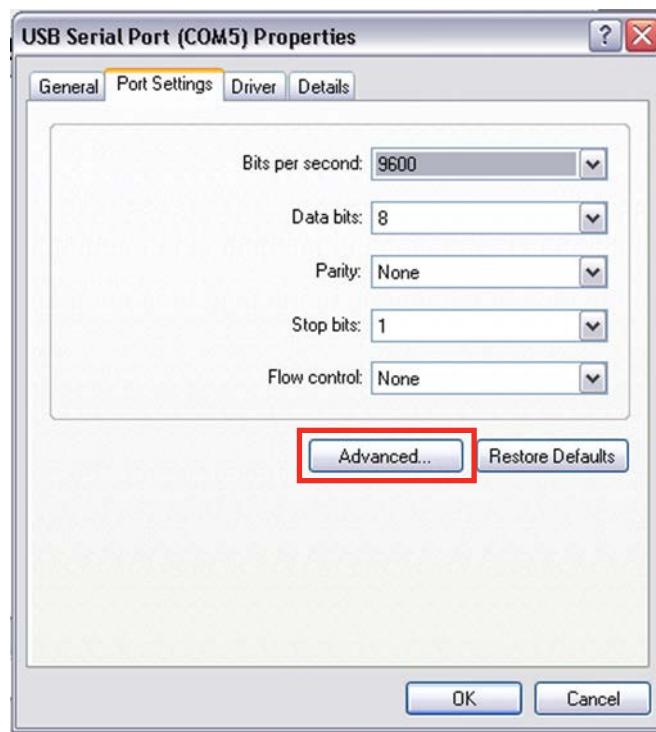 USB Serial Port (COM5) Properties
General Port Settings Driver Details
Bits per second: 9600
Data bits: 8
Parity: None
Stop bits: 1
Flow control: None
Advanced... Restore Defaults
OK Cancel